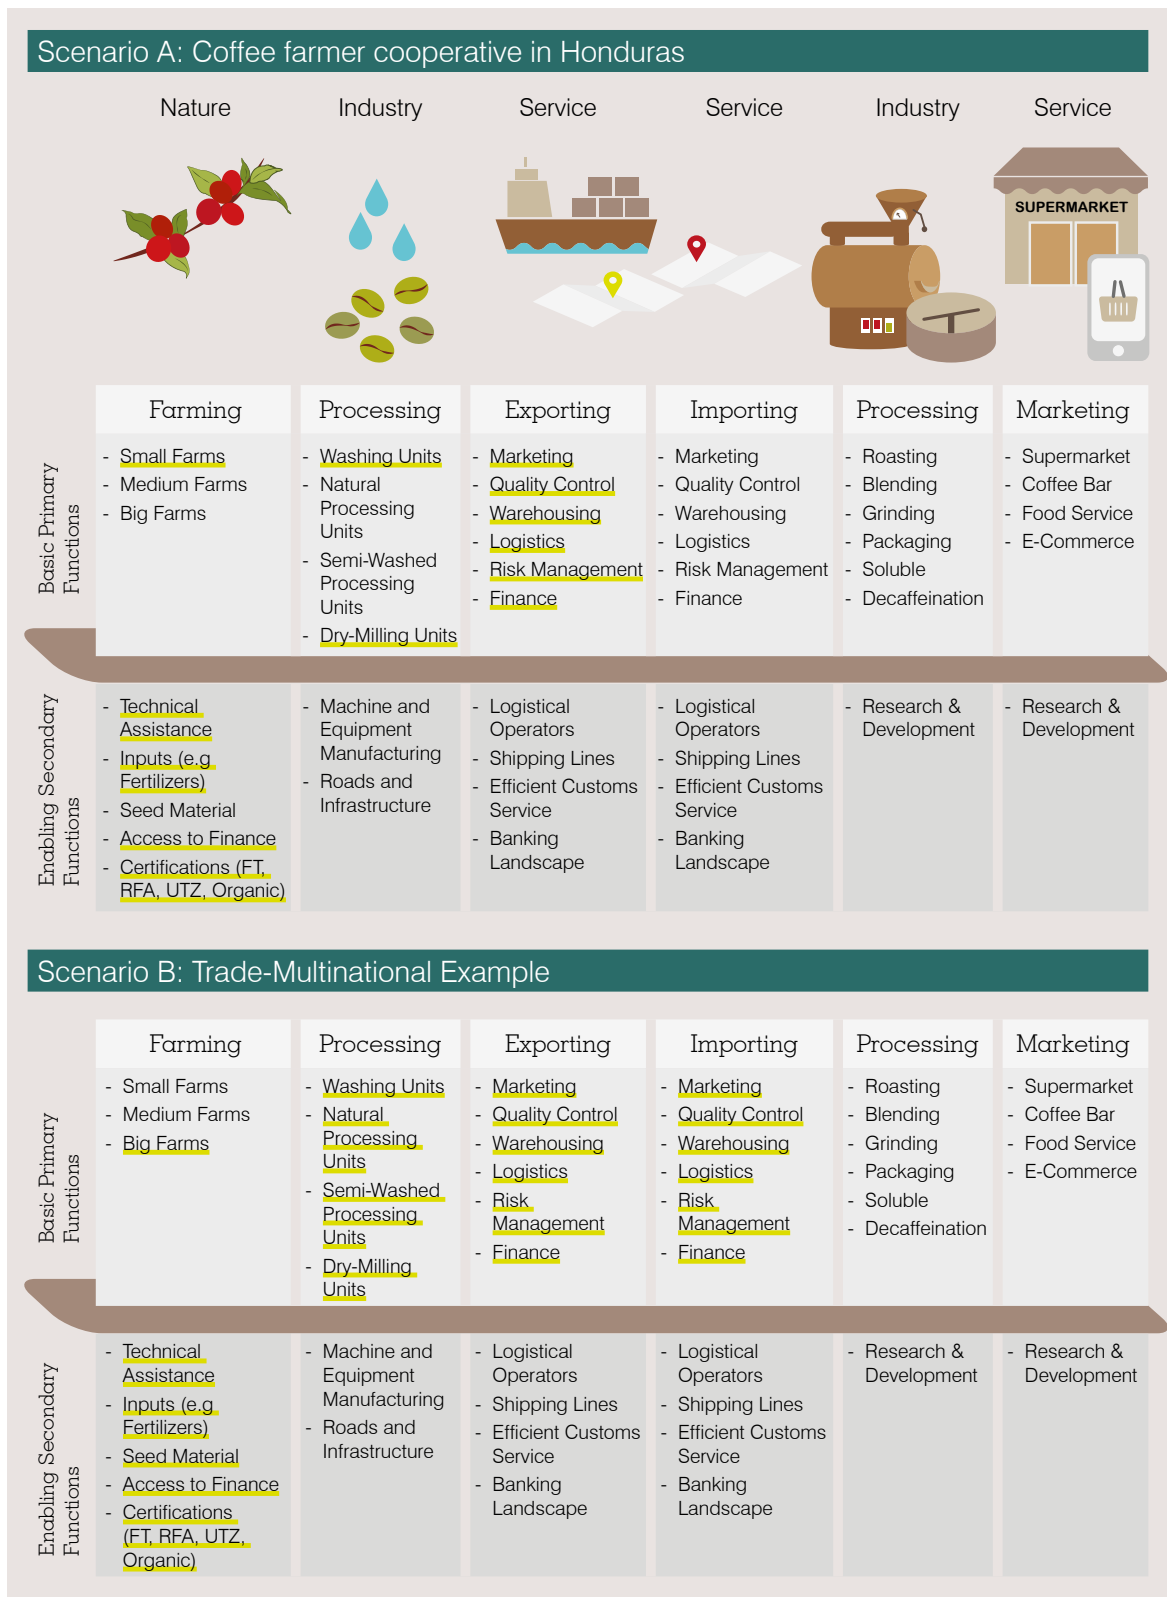 Scenario A: Coffee farmer cooperative in Honduras
Nature
Industry
Service
Service
Industry
Service
SUPERMARKET
Basic Primary
Functions
Farming
- Small Farms
- Medium Farms
- Big Farms
Processing
- Washing Units
- Natural
Processing
Units
- Semi-Washed
Processing
Units
- Dry-Milling Units
Exporting
- Marketing
- Quality Control
- Warehousing
- Logistics
- Risk Management
- Finance
Importing
- Marketing
- Quality Control
- Warehousing
- Logistics
- Risk Management
- Finance
Processing
- Roasting
- Blending
- Grinding
- Packaging
- Soluble
- Decaffeination
Marketing
- Supermarket
- Coffee Bar
- Food Service
- E-Commerce
Enabling Secondary
Functions
- Technical
Assistance
- Inputs (e.g
Fertilizers)
- Seed Material
- Access to Finance
- Certifications (FT,
RFA, UTZ, Organic)
- Machine and
Equipment
Manufacturing
- Roads and
Infrastructure
- Logistical
Operators
- Shipping Lines
- Efficient Customs
Service
- Banking
Landscape
- Logistical
Operators
- Shipping Lines
- Efficient Customs
Service
- Banking
Landscape
- Research &
Development
- Research &
Development
Scenario B: Trade-Multinational Example
Basic Primary
Functions
Farming
- Small Farms
- Medium Farms
- Big Farms
Processing
- Washing Units
- Natural
Processing
Units
- Semi-Washed
Processing
Units
- Dry-Milling
Units
Exporting
- Marketing
- Quality Control
- Warehousing
- Logistics
- Risk
Management
- Finance
Importing
- Marketing
- Quality Control
- Warehousing
- Logistics
- Risk
Management
- Finance
Processing
- Roasting
- Blending
- Grinding
- Packaging
- Soluble
- Decaffeination
Marketing
- Supermarket
- Coffee Bar
- Food Service
- E-Commerce
Enabling Secondary
Functions
- Technical
Assistance
- Inputs (e.g
Fertilizers)
- Seed Material
- Access to Finance
- Certifications
(FT, RFA, UTZ,
Organic)
- Machine and
Equipment
Manufacturing
- Roads and
Infrastructure
- Logistical
Operators
- Shipping Lines
- Efficient Customs
Service
- Banking
Landscape
- Logistical
Operators
- Shipping Lines
- Efficient Customs
Service
- Banking
Landscape
- Research &
Development
- Research &
Development